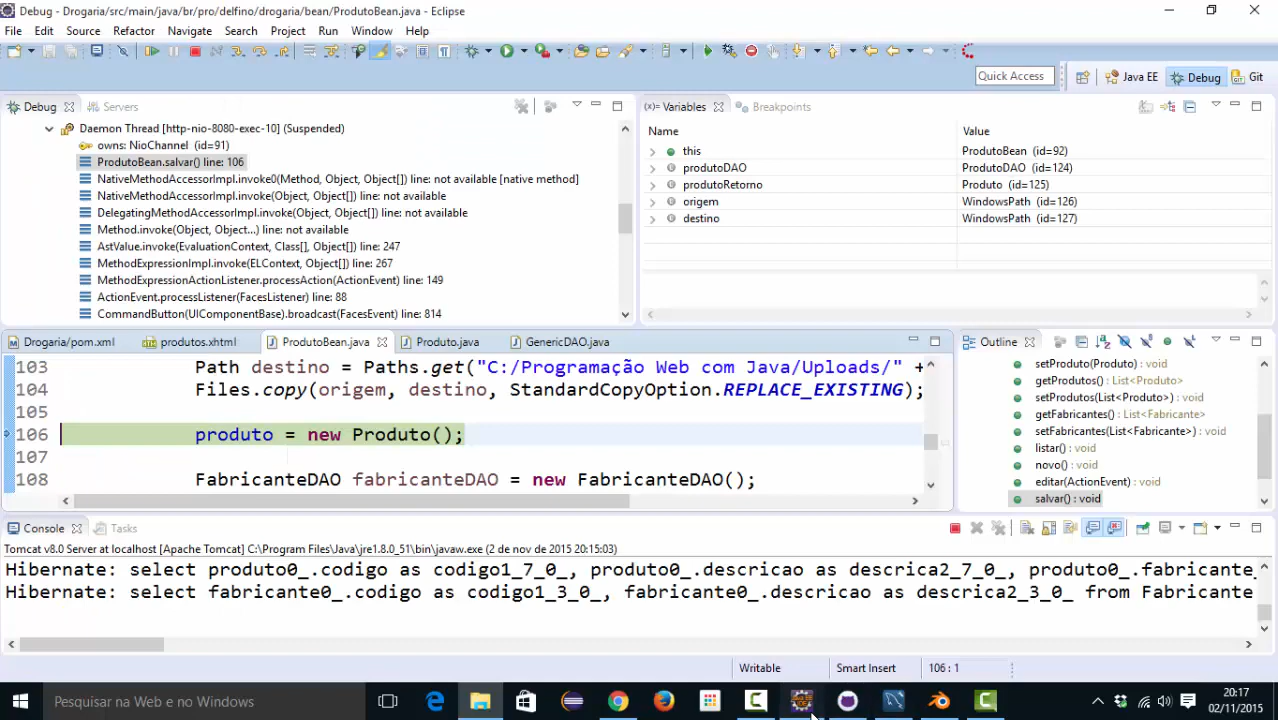 Debug - Drogaria/src/main/java/br/pro/delfino/drogaria/bean/ProdutoBean.java - Eclipse
File Edit Source Refactor Navigate Search Project Run Window Help
Quick Access
Java EE
Debug
Git
Debug
Servers
Daemon Thread [http-nio-8080-exec-10] (Suspended)
owns: NioChannel (id=91)
ProdutoBean.salvar() line: 106
NativeMethodAccessorImpl.invoke0(Method, Object, Object[]) line: not available [native method]
NativeMethodAccessorImpl.invoke(Object, Object[]) line: not available
DelegatingMethodAccessorImpl.invoke(Object, Object[]) line: not available
Method.invoke(Object, Object...) line: not available
AstValue.invoke(EvaluationContext, Class[], Object[]) line: 247
MethodExpressionImpl.invoke(ELContext, Object[]) line: 267
MethodExpressionActionListener.processAction(ActionEvent) line: 149
ActionEvent.processListener(FacesListener) line: 88
CommandButton(UIComponentBase).broadcast(FacesEvent) line: 814
(x)= Variables
Breakpoints
Name Value
this ProdutoBean (id=92)
produtoDAO ProdutoDAO (id=124)
produtoRetorno Produto (id=125)
origem WindowsPath (id=126)
destino WindowsPath (id=127)
Drogaria/pom.xml
produtos.xhtml
ProdutoBean.java
Produto.java
GenericDAO.java
103 Path destino = Paths.get("C:/Programação Web com Java/Uploads/" +
104 Files.copy(origem, destino, StandardCopyOption.REPLACE_EXISTING);
105
106 produto = new Produto();
107
108 FabricanteDAO fabricanteDAO = new FabricanteDAO();
Outline
setProduto(Produto) : void
getProdutos() : List<Produto>
setProdutos(List<Produto>) : void
getFabricantes() : List<Fabricante>
setFabricantes(List<Fabricante>) : void
listar() : void
novo() : void
editar(ActionEvent) : void
salvar() : void
Console
Tasks
Tomcat v8.0 Server at localhost [Apache Tomcat] C:\Program Files\Java\jre1.8.0_51\bin\javaw.exe (2 de nov de 2015 20:15:03)
Hibernate: select produto0_.codigo as codigo1_7_0_, produto0_.descricao as descrica2_7_0_, produto0_.fabricante_
Hibernate: select fabricante0_.codigo as codigo1_3_0_, fabricante0_.descricao as descrica2_3_0_ from Fabricante
Writable
Smart Insert
106 : 1
Pesquisar na Web e no Windows
20:17
02/11/2015